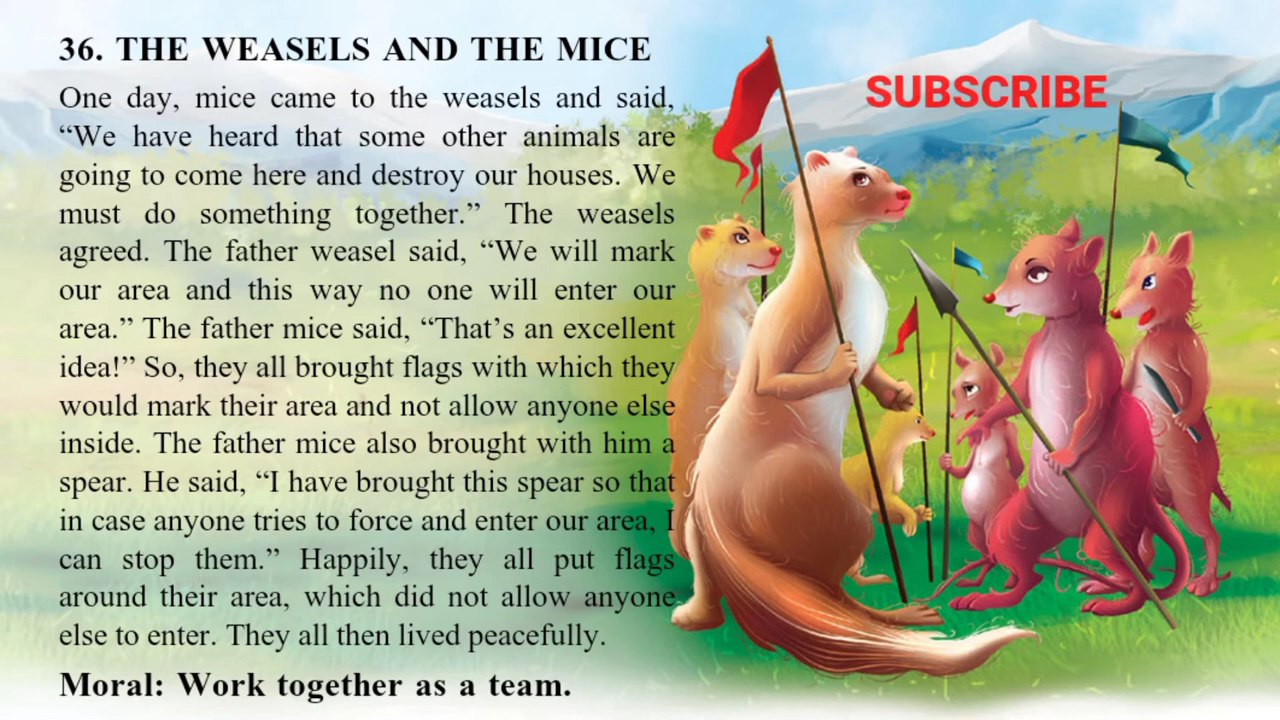 36. THE WEASELS AND THE MICE
SUBSCRIBE
One day, mice came to the weasels and said,
“We have heard that some other animals are
going to come here and destroy our houses. We
must do something together.” The weasels
agreed. The father weasel said, “We will mark
our area and this way no one will enter our
area.” The father mice said, “That’s an excellent
idea!” So, they all brought flags with which they
would mark their area and not allow anyone else
inside. The father mice also brought with him a
spear. He said, “I have brought this spear so that
in case anyone tries to force and enter our area, I
can stop them.” Happily, they all put flags
around their area, which did not allow anyone
else to enter. They all then lived peacefully.
Moral: Work together as a team.